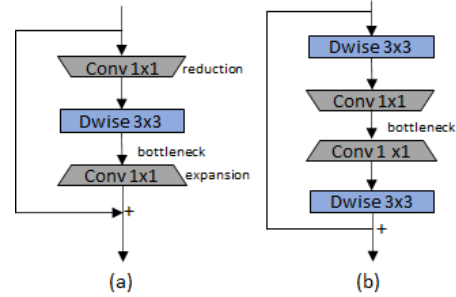 Conv 1x1 reduction
Dwise 3x3
bottleneck
Conv 1x1 expansion
+
(a)
Dwise 3x3
Conv 1x1
bottleneck
Conv 1 x1
Dwise 3x3
+
(b)